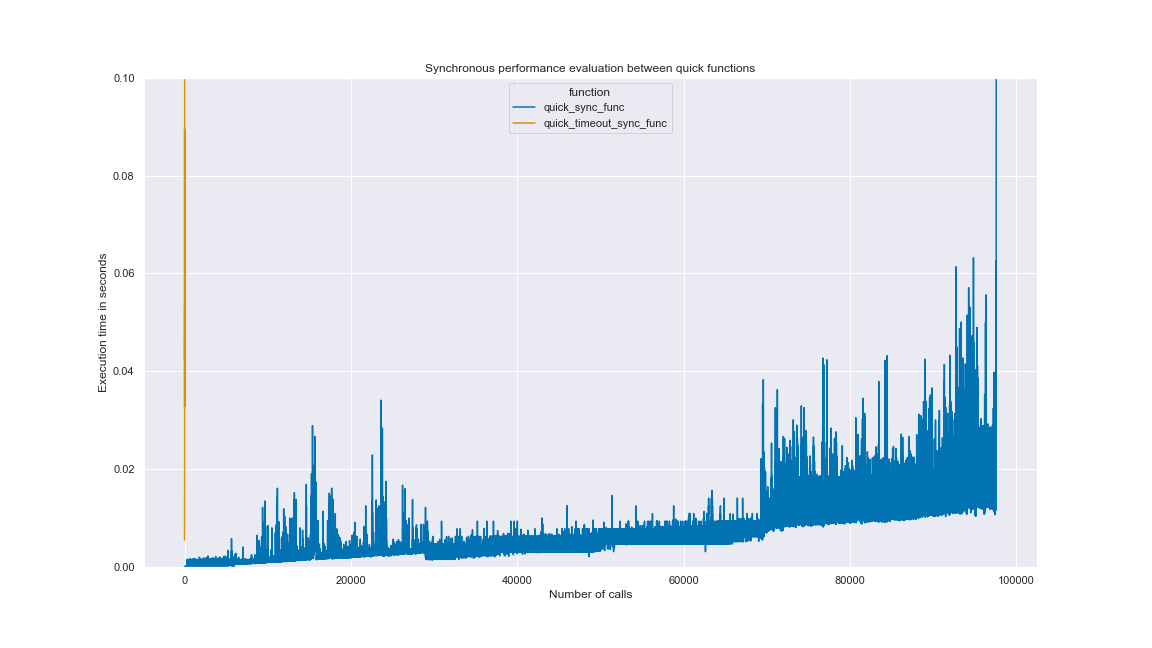 Synchronous performance evaluation between quick functions
function
quick_sync_func
quick_timeout_sync_func
Execution time in seconds
0.10
0.08
0.06
0.04
0.02
0.00
0 20000 40000 60000 80000 100000
Number of calls